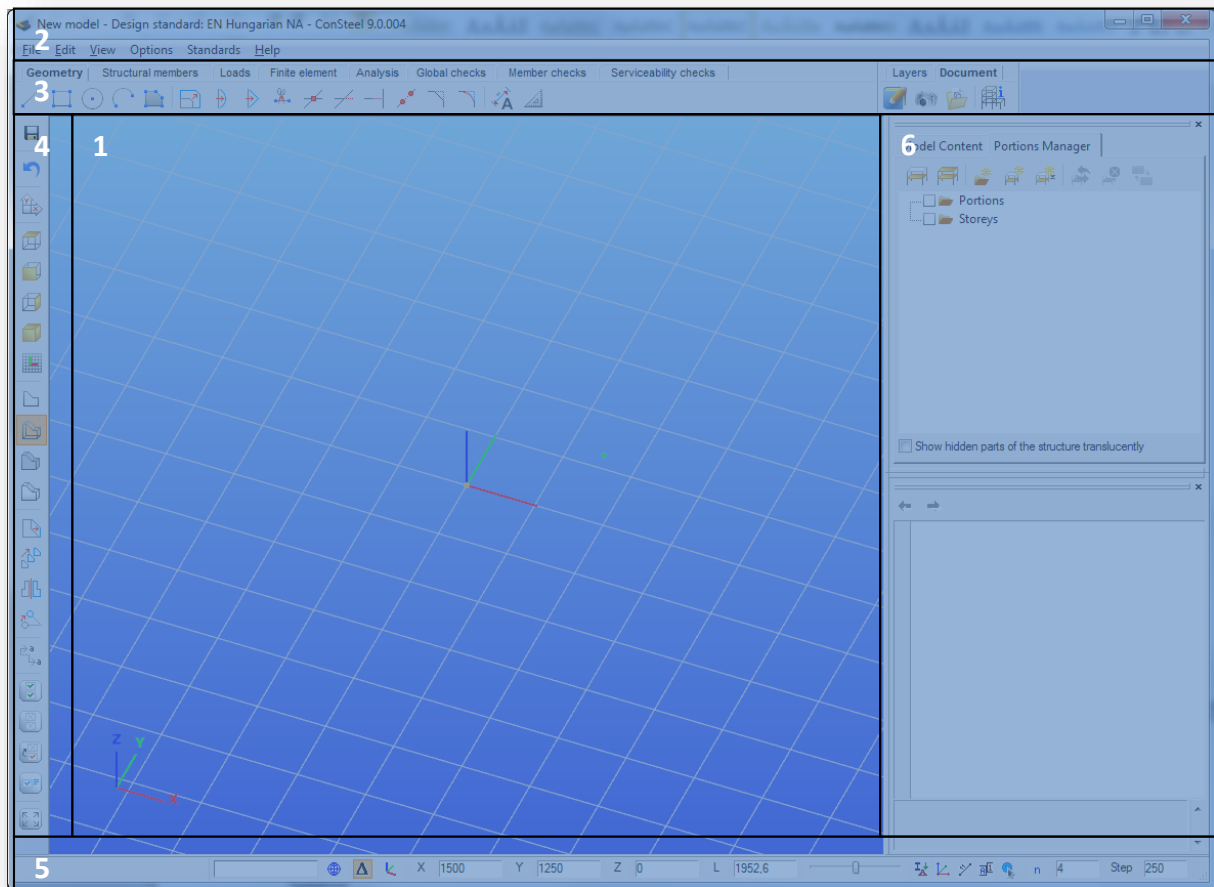 New model - Design standard: EN Hungarian NA - ConSteel 9.0.004
2
File Edit View Options Standards Help
Geometry Structural members Loads Finite element Analysis Global checks Member checks Serviceability checks
Layers Document
3
4
1
6
Model Content Portions Manager
Portions
Storeys
Show hidden parts of the structure translucently
Z Y
X
5
X 1500 Y 1250 Z 0 L 1952,6 n 4 Step 250